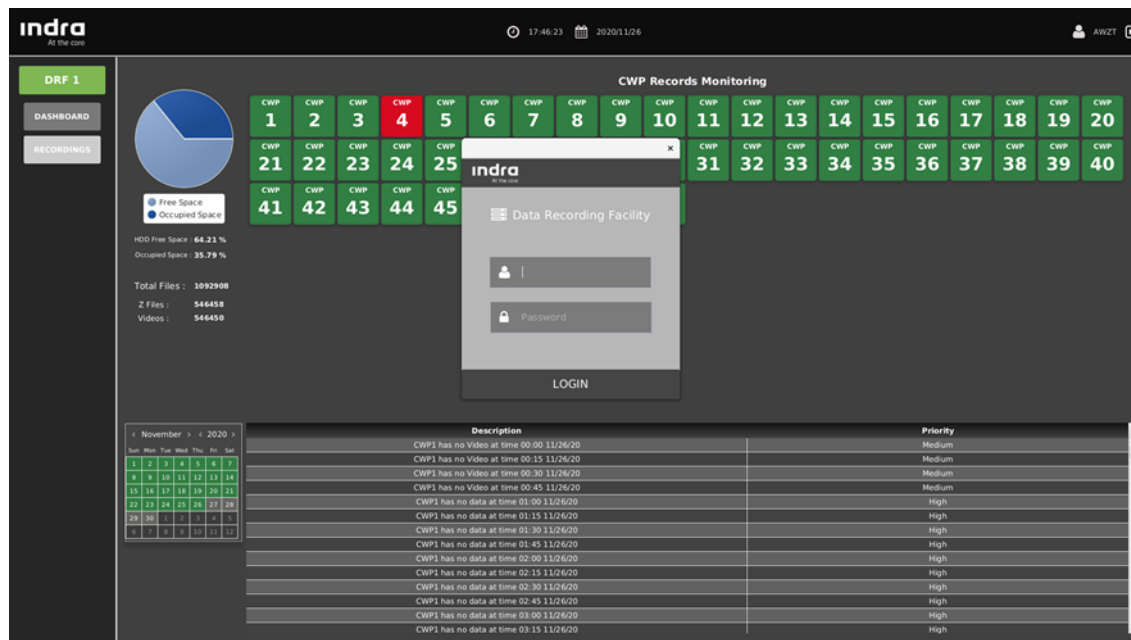 indra
At the core
17:46:23 2020/11/26
AWZT
DRF 1
DASHBOARD
RECORDINGS
Free Space
Occupied Space
HDD Free Space : 64.21 %
Occupied Space : 35.79 %
Total Files : 1092908
Z Files : 546458
Videos : 546450
CWP Records Monitoring
CWP CWP CWP CWP CWP CWP CWP CWP CWP CWP CWP CWP CWP CWP CWP CWP CWP CWP CWP CWP
1 2 3 4 5 6 7 8 9 10 11 12 13 14 15 16 17 18 19 20
CWP CWP CWP CWP CWP CWP CWP CWP CWP CWP CWP CWP CWP CWP CWP
21 22 23 24 25 31 32 33 34 35 36 37 38 39 40
CWP CWP CWP CWP CWP
41 42 43 44 45
×
indra
At the core
Data Recording Facility
Password
LOGIN
< November > < 2020 >
Sun Mon Tue Wed Thu Fri Sat
1 2 3 4 5 6 7
8 9 10 11 12 13 14
15 16 17 18 19 20 21
22 23 24 25 26 27 28
29 30 1 2 3 4 5
6 7 8 9 10 11 12
Description Priority
CWP1 has no Video at time 00:00 11/26/20 Medium
CWP1 has no Video at time 00:15 11/26/20 Medium
CWP1 has no Video at time 00:30 11/26/20 Medium
CWP1 has no Video at time 00:45 11/26/20 Medium
CWP1 has no data at time 01:00 11/26/20 High
CWP1 has no data at time 01:15 11/26/20 High
CWP1 has no data at time 01:30 11/26/20 High
CWP1 has no data at time 01:45 11/26/20 High
CWP1 has no data at time 02:00 11/26/20 High
CWP1 has no data at time 02:15 11/26/20 High
CWP1 has no data at time 02:30 11/26/20 High
CWP1 has no data at time 02:45 11/26/20 High
CWP1 has no data at time 03:00 11/26/20 High
CWP1 has no data at time 03:15 11/26/20 High